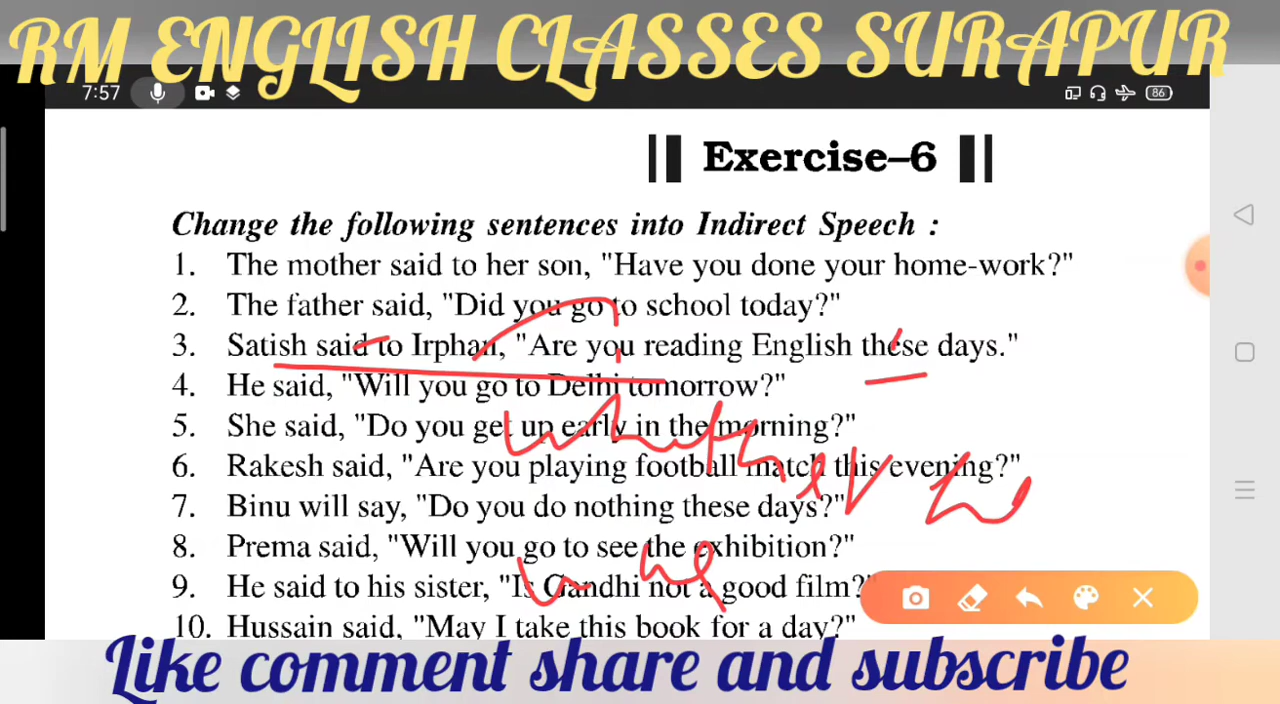 RM ENGLISH CLASSES SURAPUR
7:57 86
Exercise–6
Change the following sentences into Indirect Speech :
1. The mother said to her son, "Have you done your home-work?"
2. The father said, "Did you go to school today?"
3. Satish said to Irphan, "Are you reading English these days."
4. He said, "Will you go to Delhi tomorrow?"
5. She said, "Do you get up early in the morning?"
whether he
6. Rakesh said, "Are you playing football match this evening?"
7. Binu will say, "Do you do nothing these days?"
8. Prema said, "Will you go to see the exhibition?"
9. He said to his sister, "Is Gandhi not a good film?"
10. Hussain said, "May I take this book for a day?"
Like comment share and subscribe